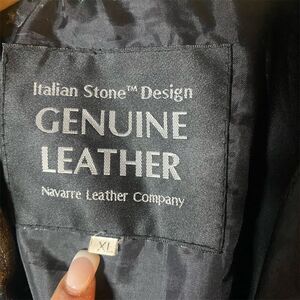 Italian Stone™ Design
GENUINE
LEATHER
Navarre Leather Company
XL